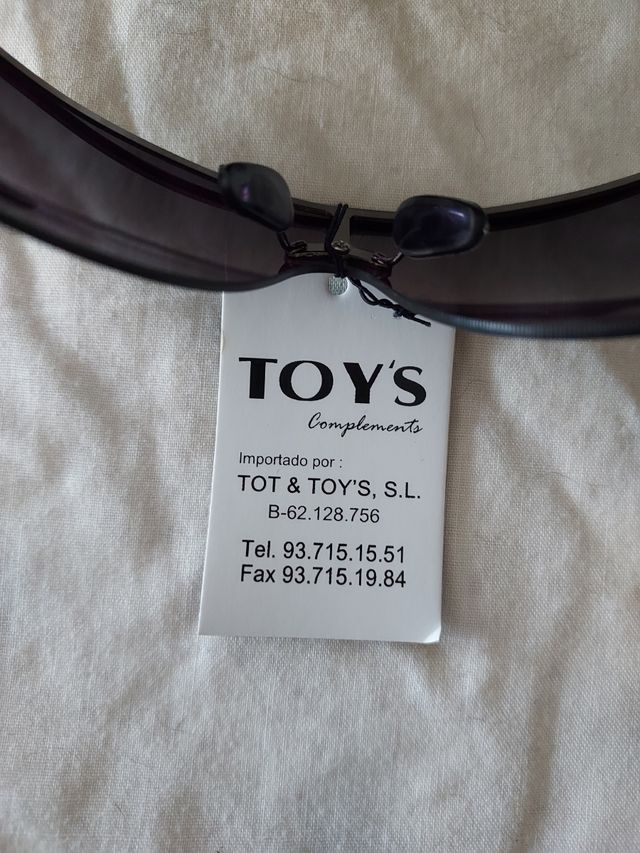 TOY'S
Complements
Importado por :
TOT & TOY'S, S.L.
B-62.128.756
Tel. 93.715.15.51
Fax 93.715.19.84